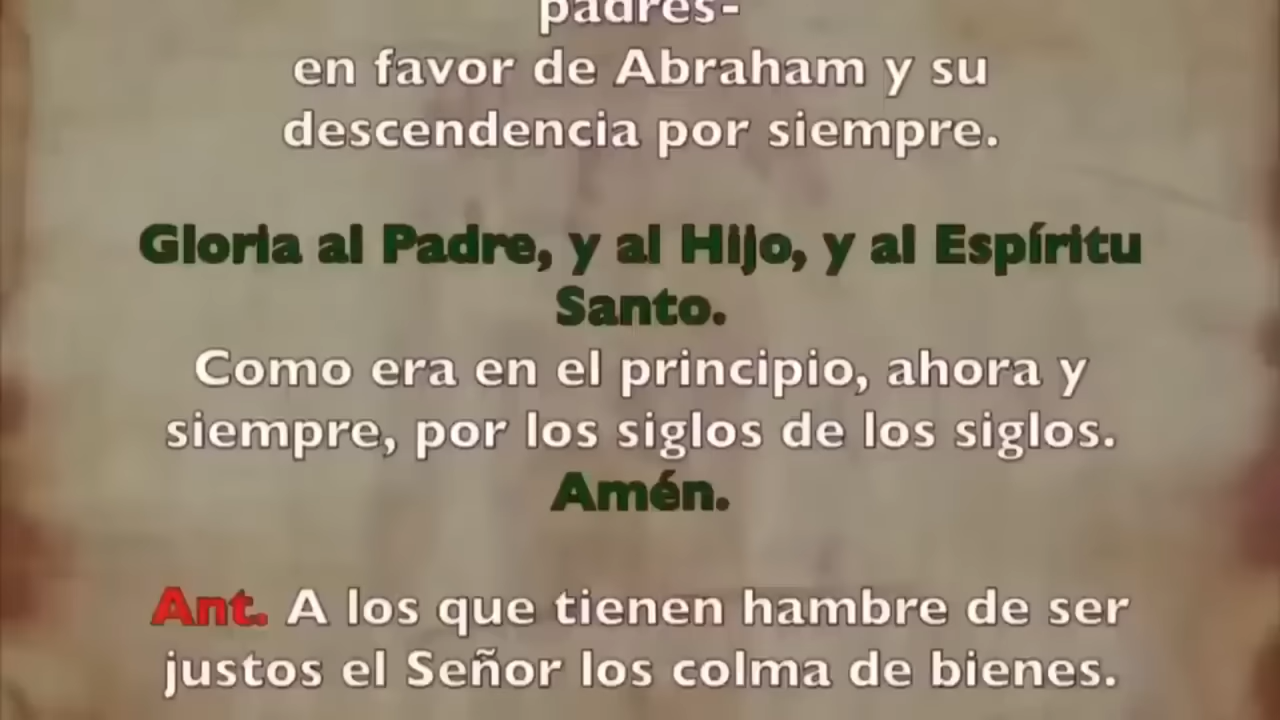 padres-
en favor de Abraham y su
descendencia por siempre.
Gloria al Padre, y al Hijo, y al Espíritu
Santo.
Como era en el principio, ahora y
siempre, por los siglos de los siglos.
Amén.
Ant. A los que tienen hambre de ser
justos el Señor los colma de bienes.